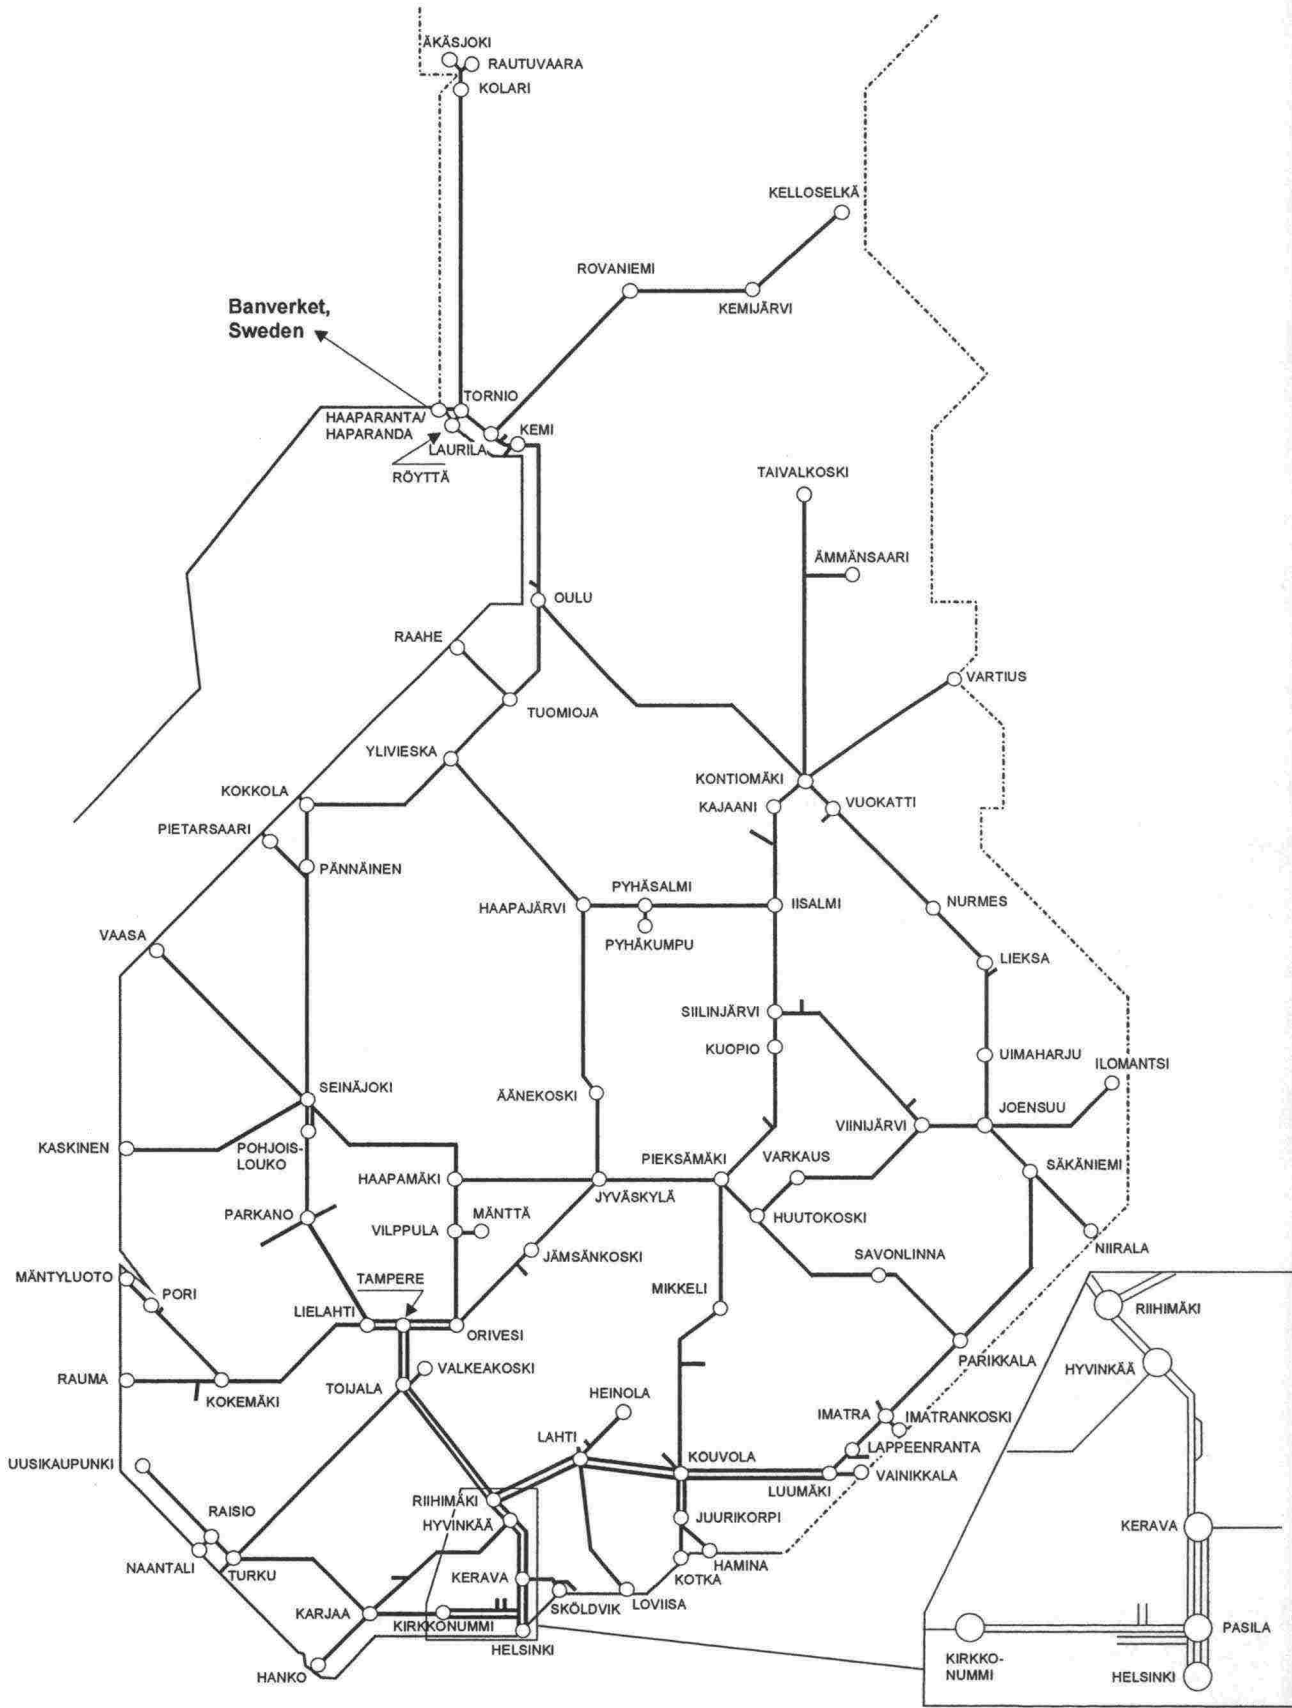 ÄKÄSJOKI
RAUTUVAARA
KOLARI
KELLOSELKÄ
ROVANIEMI
KEMIJÄRVI
Banverket,
Sweden
TORNIO
HAAPARANTA/
HAPARANDA
KEMI
LAURILA
RÖYTTÄ
TAIVALKOSKI
ÄMMÄNSAARI
OULU
RAAHE
VARTIUS
TUOMIOJA
YLIVIESKA
KONTIOMÄKI
KOKKOLA
KAJAANI
VUOKATTI
PIETARSAARI
PÄNNÄINEN
PYHÄSALMI
HAAPAJÄRVI
IISALMI
NURMES
VAASA
PYHÄKUMPU
LIEKSA
SIILINJÄRVI
KUOPIO
UIMAHARJU
ILOMANTSI
SEINÄJOKI
ÄÄNEKOSKI
JOENSUU
VIINIJÄRVI
KASKINEN
POHJOIS-
LOUKO
PIEKSÄMÄKI
VARKAUS
SÄKÄNIEMI
HAAPAMÄKI
JYVÄSKYLÄ
PARKANO
MÄNTTÄ
VILPPULA
HUUTOKOSKI
NIIRALA
JÄMSÄNKOSKI
SAVONLINNA
MÄNTYLUOTO
TAMPERE
PORI
LIELAHTI
MIKKELI
RIIHIMÄKI
ORIVESI
PARIKKALA
HYVINKÄÄ
VALKEAKOSKI
RAUMA
TOIJALA
KOKEMÄKI
HEINOLA
IMATRA
IMATRANKOSKI
LAHTI
LAPPEENRANTA
UUSIKAUPUNKI
KOUVOLA
VAINIKKALA
LUUMÄKI
RIIHIMÄKI
RAISIO
HYVINKÄÄ
JUURIKORPI
KERAVA
NAANTALI
TURKU
HAMINA
KOTKA
KERAVA
SKÖLDVIK
LOVIISA
KARJAA
KIRKKONUMMI
HELSINKI
PASILA
KIRKKO-
NUMMI
HELSINKI
HANKO